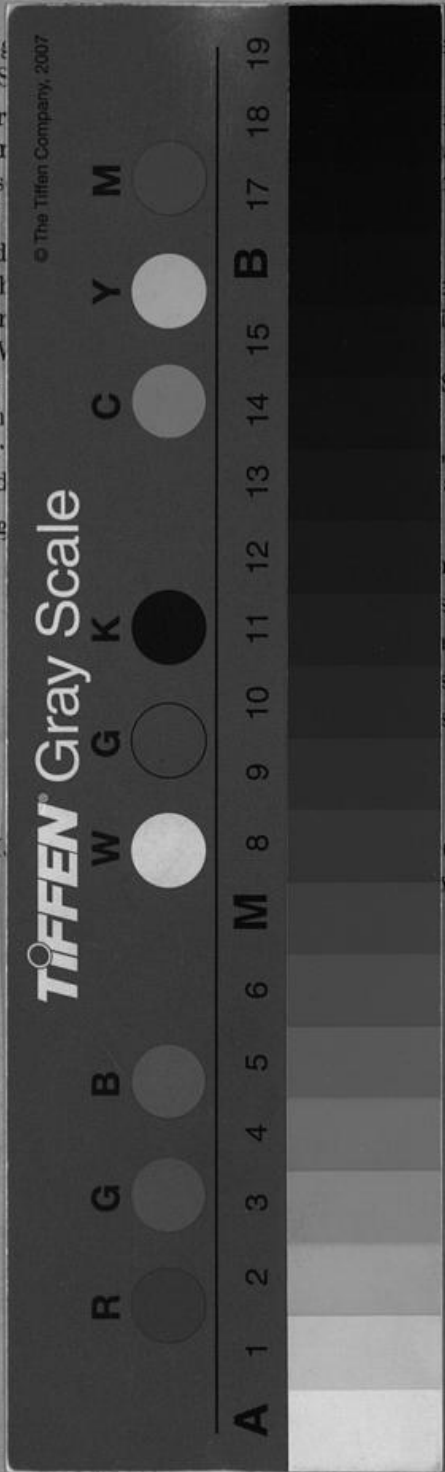 © The Tiffen Company, 2007
TIFFEN® Gray Scale
R G B W G K C Y M
A 1 2 3 4 5 6 M 8 9 10 11 12 13 14 15 B 17 18 19